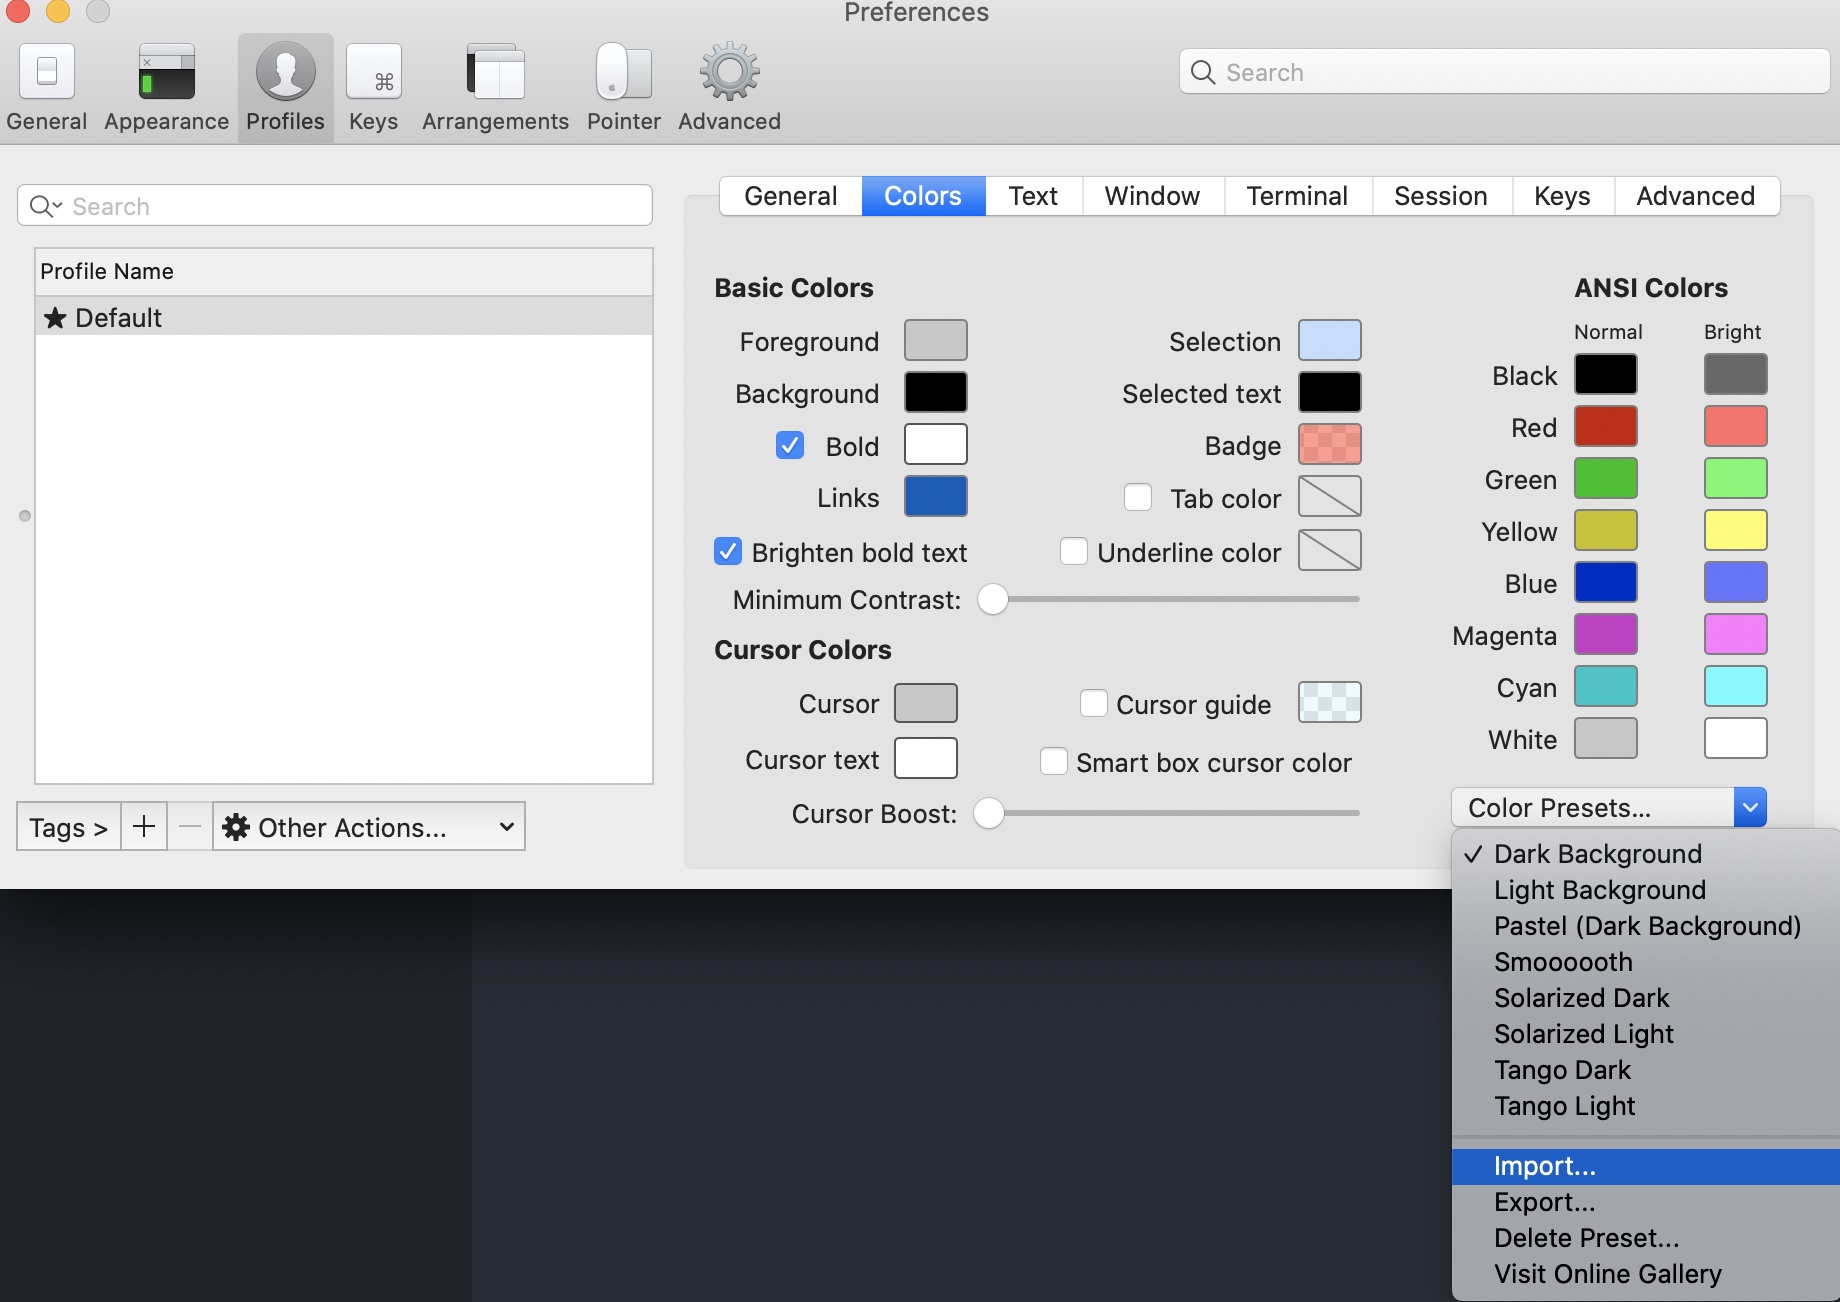 Preferences
General Appearance Profiles Keys Arrangements Pointer Advanced
Search
Search
Profile Name
★ Default
Tags >
Other Actions...
General Colors Text Window Terminal Session Keys Advanced
Basic Colors
Foreground
Background
Bold
Links
Brighten bold text
Selection
Selected text
Badge
Tab color
Underline color
Minimum Contrast:
Cursor Colors
Cursor
Cursor text
Cursor guide
Smart box cursor color
Cursor Boost:
ANSI Colors
Normal Bright
Black
Red
Green
Yellow
Blue
Magenta
Cyan
White
Color Presets...
✓ Dark Background
Light Background
Pastel (Dark Background)
Smoooooth
Solarized Dark
Solarized Light
Tango Dark
Tango Light
Import...
Export...
Delete Preset...
Visit Online Gallery